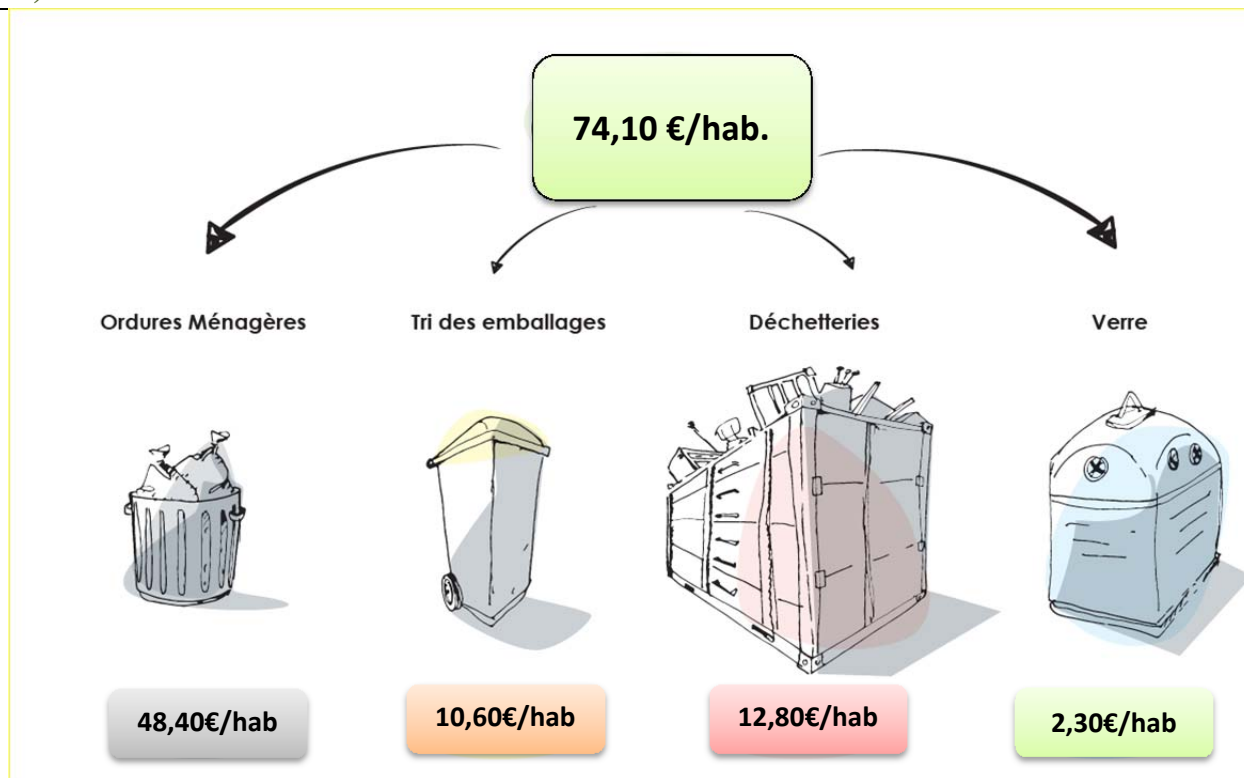 74,10 €/hab.
Ordures Ménagères
Tri des emballages
Déchetteries
Verre
48,40€/hab
10,60€/hab
12,80€/hab
2,30€/hab